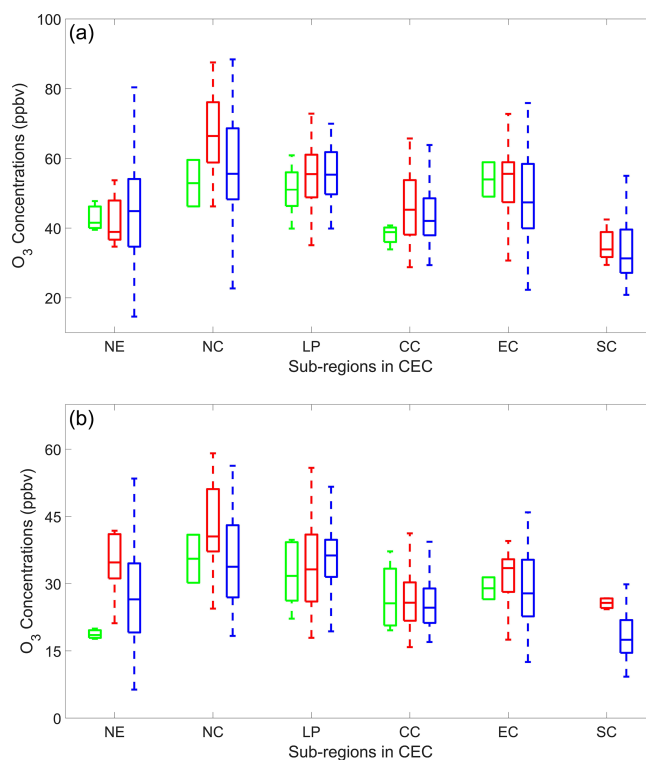 (a)
100
80
60
40
20
O3 Concentrations (ppbv)
NE NC LP CC EC SC
Sub-regions in CEC
(b)
60
45
30
15
0
O3 Concentrations (ppbv)
NE NC LP CC EC SC
Sub-regions in CEC